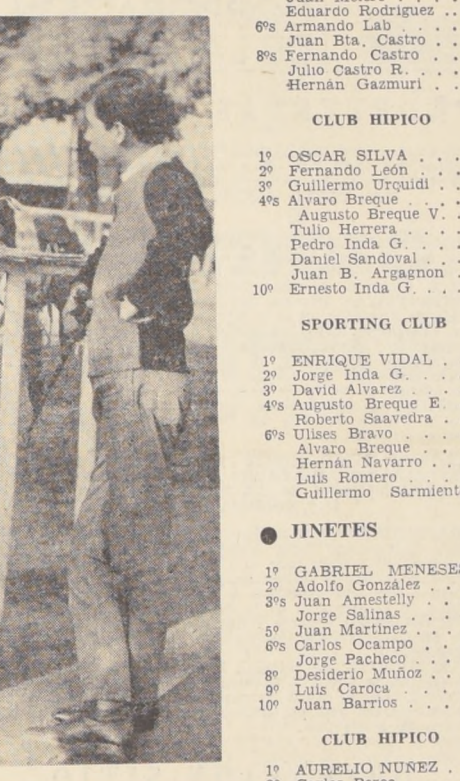 Eduardo Rodríguez ..
6ºs Armando Lab . . . .
Juan Bta. Castro . .
8ºs Fernando Castro . .
Julio Castro R. . . .
Hernán Gazmuri . .
CLUB HIPICO
1º OSCAR SILVA . . .
2º Fernando León . . .
3º Guillermo Urquidi . .
4ºs Alvaro Breque . . . .
Augusto Breque V. .
Tulio Herrera . . . .
Pedro Inda G. . . .
Daniel Sandoval . . .
Juan B. Argagnon .
10º Ernesto Inda G. . . .
SPORTING CLUB
1º ENRIQUE VIDAL .
2º Jorge Inda G. . . .
3º David Alvarez . . .
4ºs Augusto Breque E.
Roberto Saavedra .
6ºs Ulises Bravo . . .
Alvaro Breque . . .
Hernán Navarro . .
Luis Romero . . . .
Guillermo Sarmient
● JINETES
1º GABRIEL MENESES
2º Adolfo González . . .
3ºs Juan Amestelly . .
Jorge Salinas . . . .
5º Juan Martínez . . .
6ºs Carlos Ocampo . .
Jorge Pacheco . . .
8º Desiderio Muñoz . .
9º Luis Caroca . . . .
10º Juan Barrios . . . .
CLUB HIPICO
1º AURELIO NUÑEZ .